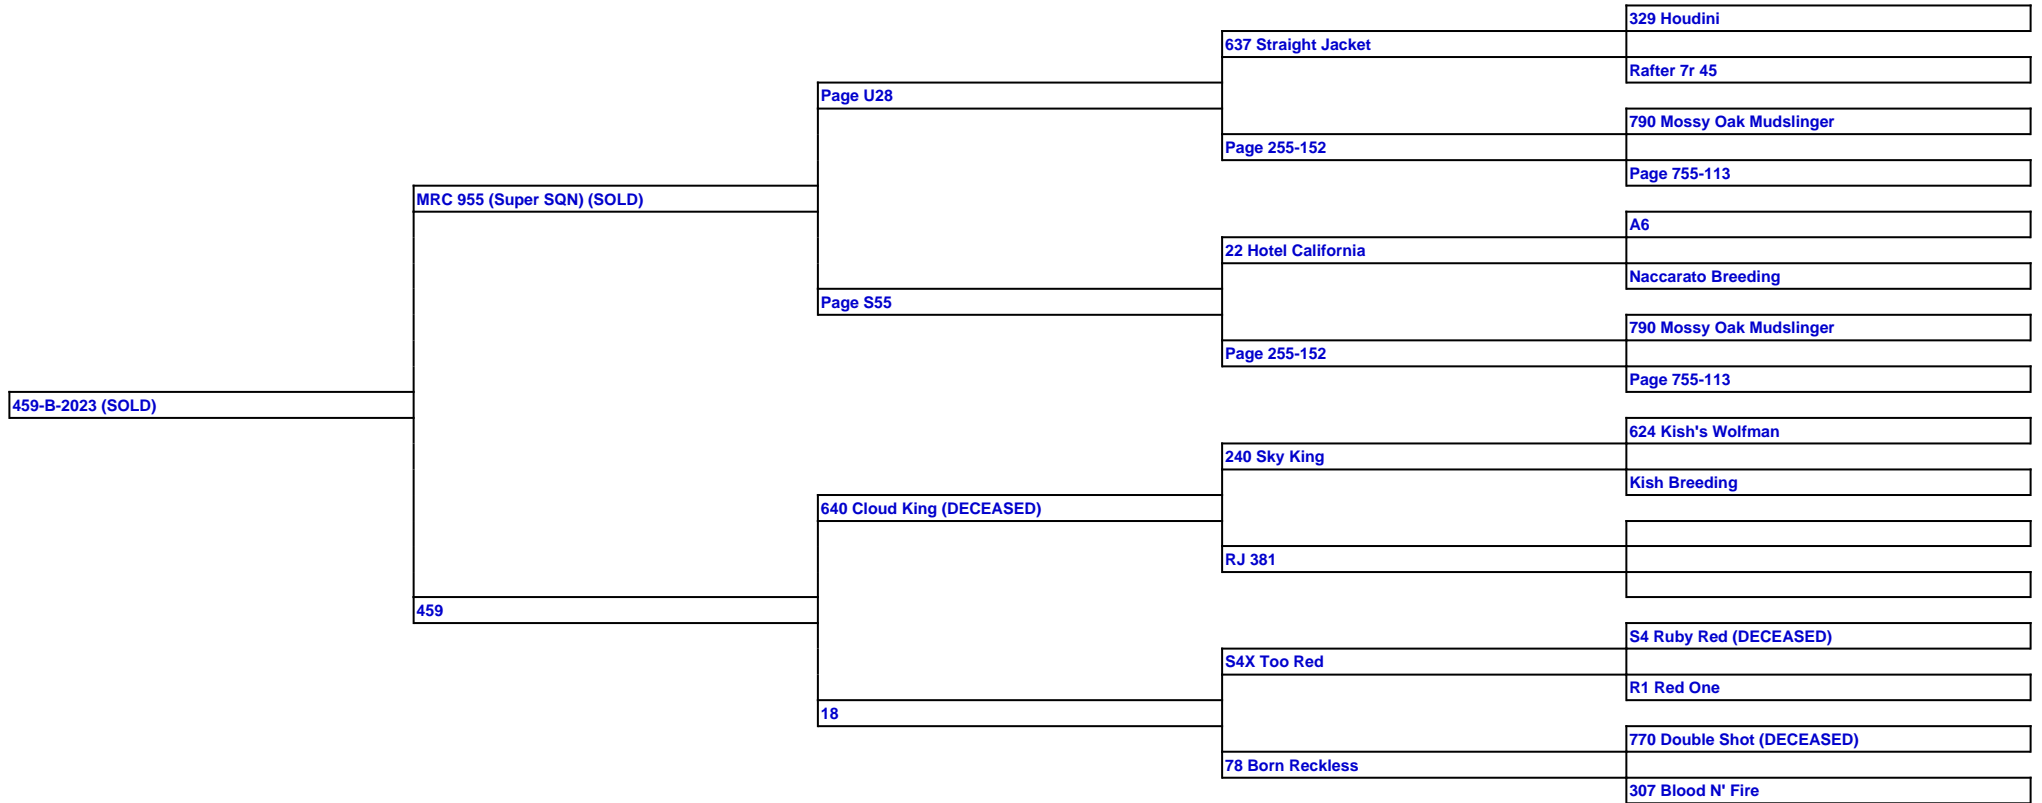 329 Houdini
637 Straight Jacket
Rafter 7r 45
Page U28
790 Mossy Oak Mudslinger
Page 255-152
Page 755-113
MRC 955 (Super SQN) (SOLD)
A6
22 Hotel California
Naccarato Breeding
Page S55
790 Mossy Oak Mudslinger
Page 255-152
Page 755-113
459-B-2023 (SOLD)
624 Kish's Wolfman
240 Sky King
Kish Breeding
640 Cloud King (DECEASED)
RJ 381
459
S4 Ruby Red (DECEASED)
S4X Too Red
R1 Red One
18
770 Double Shot (DECEASED)
78 Born Reckless
307 Blood N' Fire